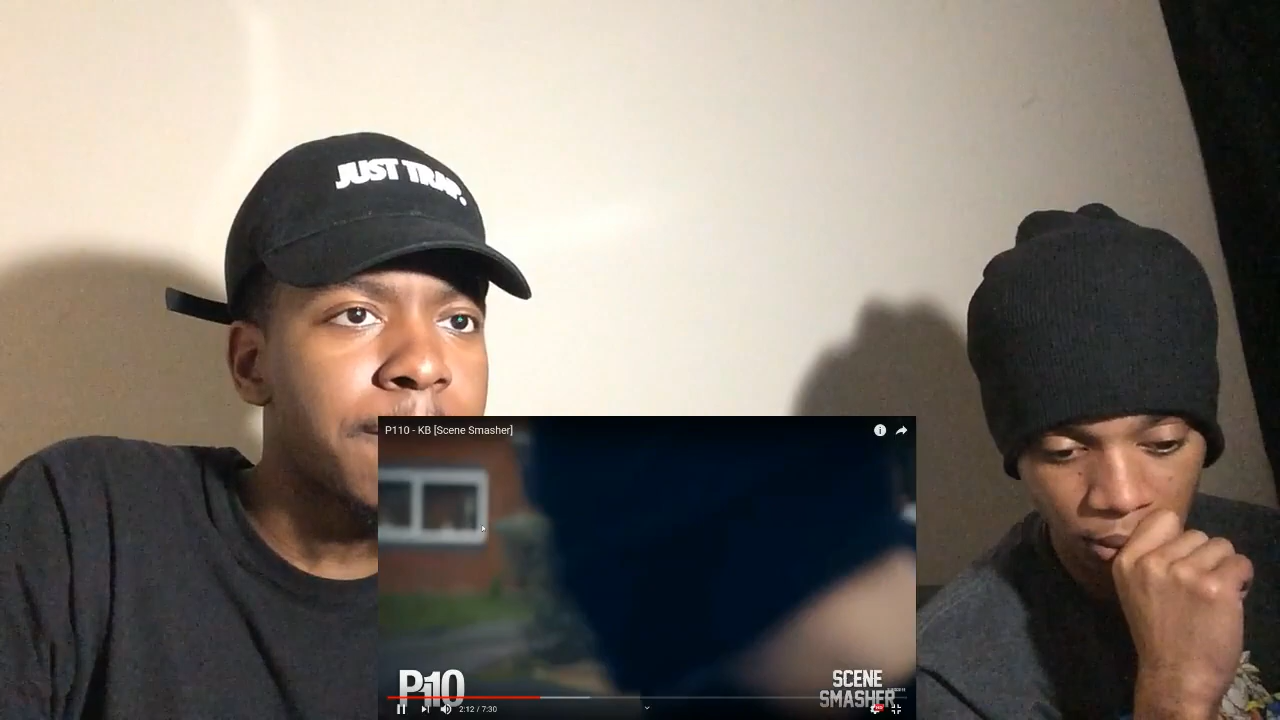 JUST TRAP.
P110 - KB [Scene Smasher]
P110
SCENE
SMASHER
2:12 / 7:30